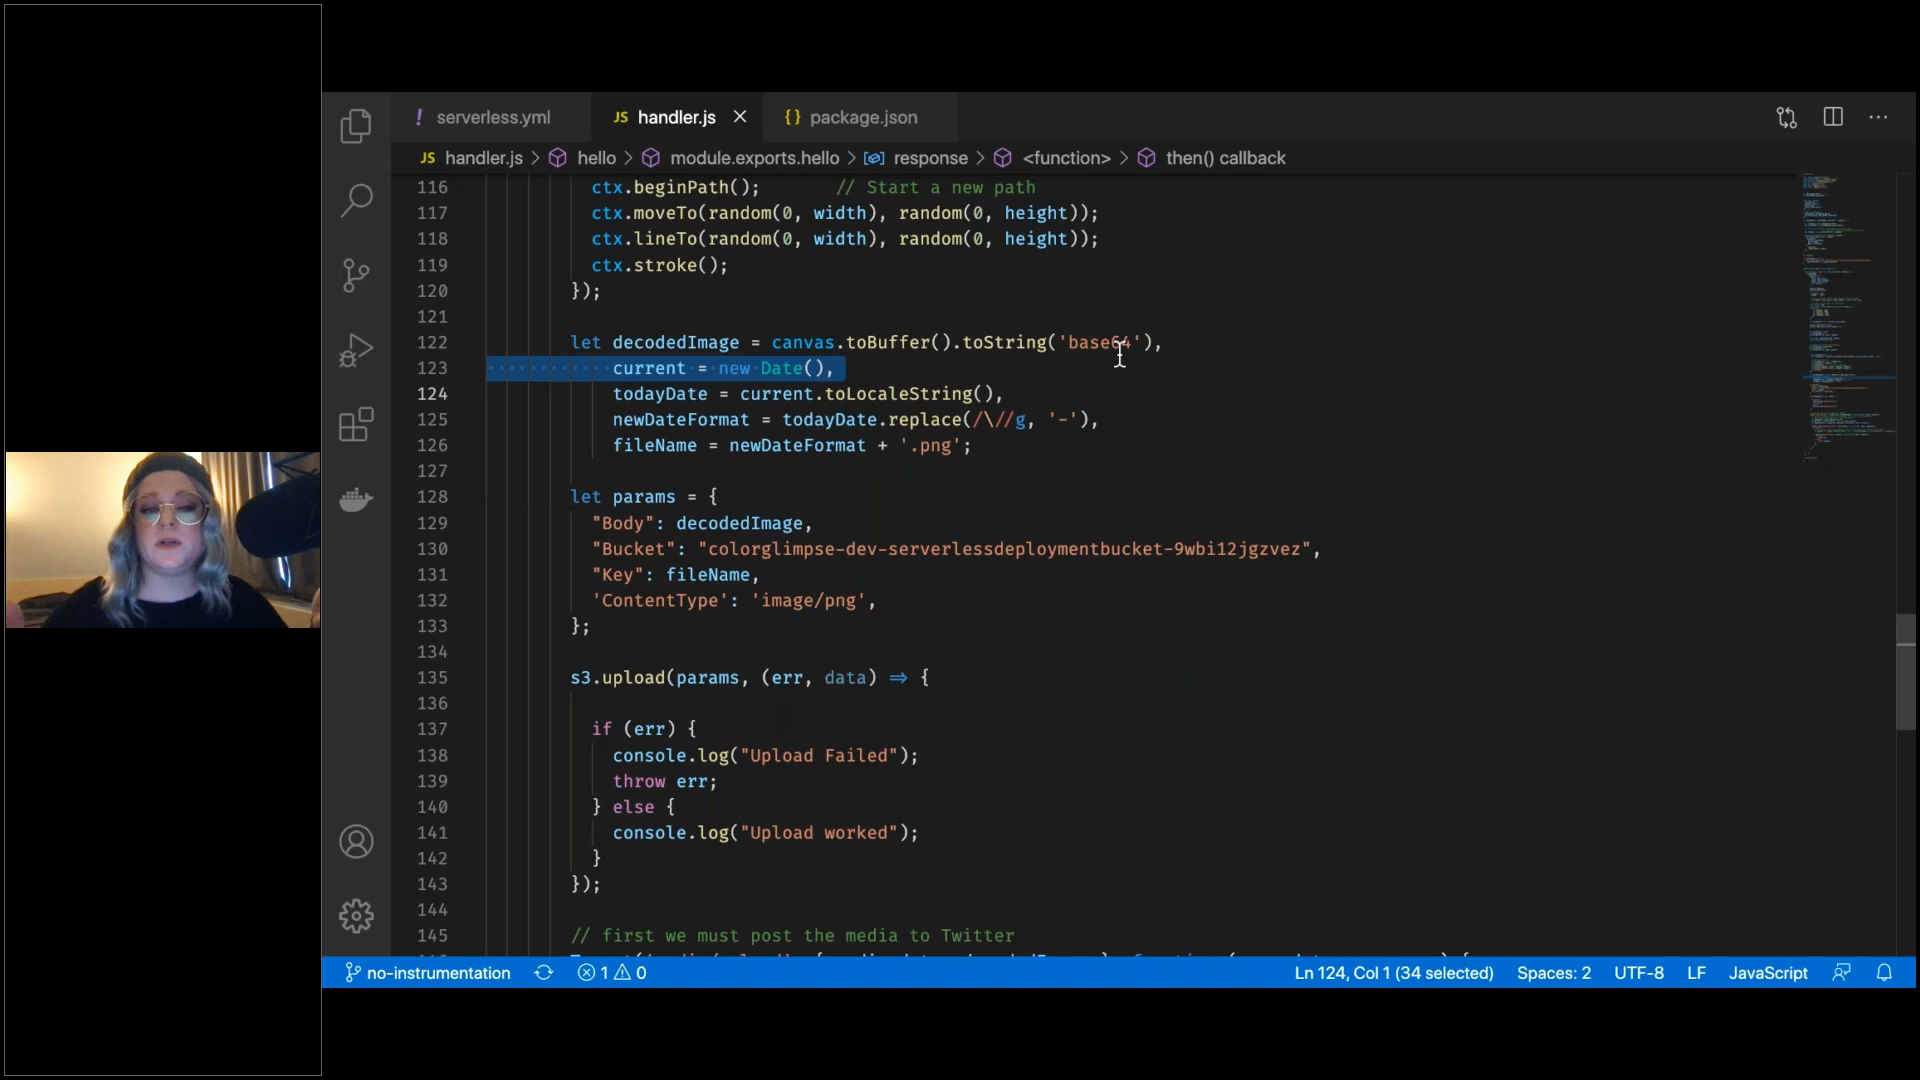 ! serverless.yml
JS handler.js
{} package.json
JS handler.js > hello > module.exports.hello > response > <function> > then() callback
116 ctx.beginPath(); // Start a new path
117 ctx.moveTo(random(0, width), random(0, height));
118 ctx.lineTo(random(0, width), random(0, height));
119 ctx.stroke();
120 });
121
122 let decodedImage = canvas.toBuffer().toString('base64'),
123 current = new Date(),
124 todayDate = current.toLocaleString(),
125 newDateFormat = todayDate.replace(/\//g, '-'),
126 fileName = newDateFormat + '.png';
127
128 let params = {
129 "Body": decodedImage,
130 "Bucket": "colorglimpse-dev-serverlessdeploymentbucket-9wbi12jgzvez",
131 "Key": fileName,
132 'ContentType': 'image/png',
133 };
134
135 s3.upload(params, (err, data) ⇒ {
136
137 if (err) {
138 console.log("Upload Failed");
139 throw err;
140 } else {
141 console.log("Upload worked");
142 }
143 });
144
145 // first we must post the media to Twitter
no-instrumentation 1 0 Ln 124, Col 1 (34 selected) Spaces: 2 UTF-8 LF JavaScript